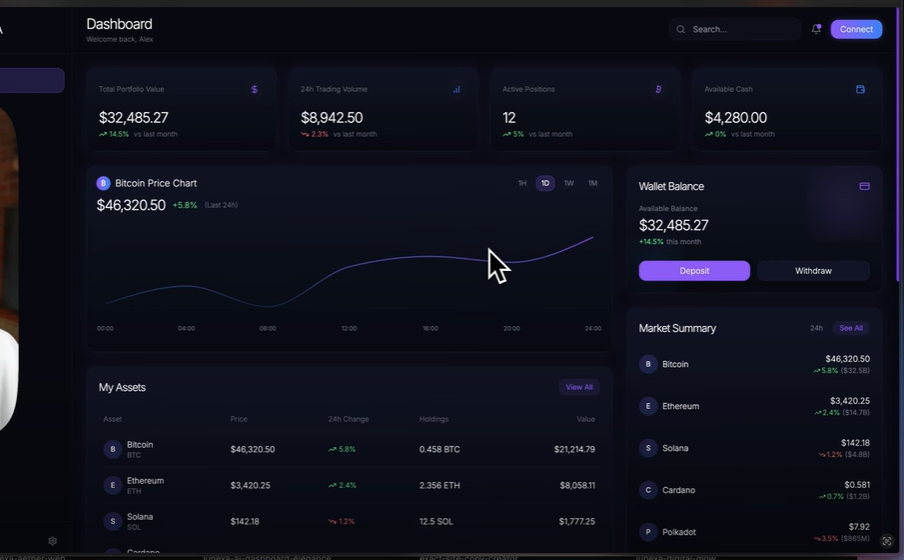 Dashboard
Welcome back, Alex
Search...
Connect
Total Portfolio Value
$
$32,485.27
14.5% vs last month
24h Trading Volume
$8,942.50
2.3% vs last month
Active Positions
12
5% vs last month
Available Cash
$4,280.00
0% vs last month
B Bitcoin Price Chart
1H 1D 1W 1M
$46,320.50 +5.8% (Last 24h)
00:00 04:00 08:00 12:00 16:00 20:00 24:00
Wallet Balance
Available Balance
$32,485.27
+14.5% this month
Deposit Withdraw
My Assets
View All
Asset Price 24h Change Holdings Value
B Bitcoin
BTC
$46,320.50 5.8% 0.458 BTC $21,214.79
E Ethereum
ETH
$3,420.25 2.4% 2.356 ETH $8,058.11
S Solana
SOL
$142.18 1.2% 12.5 SOL $1,777.25
Cardano
Market Summary
24h See All
B Bitcoin
$46,320.50
5.8% ($32.5B)
E Ethereum
$3,420.25
2.4% ($14.7B)
S Solana
$142.18
1.2% ($4.8B)
C Cardano
$0.581
0.7% ($1.2B)
P Polkadot
$7.92
3.5% ($865M)